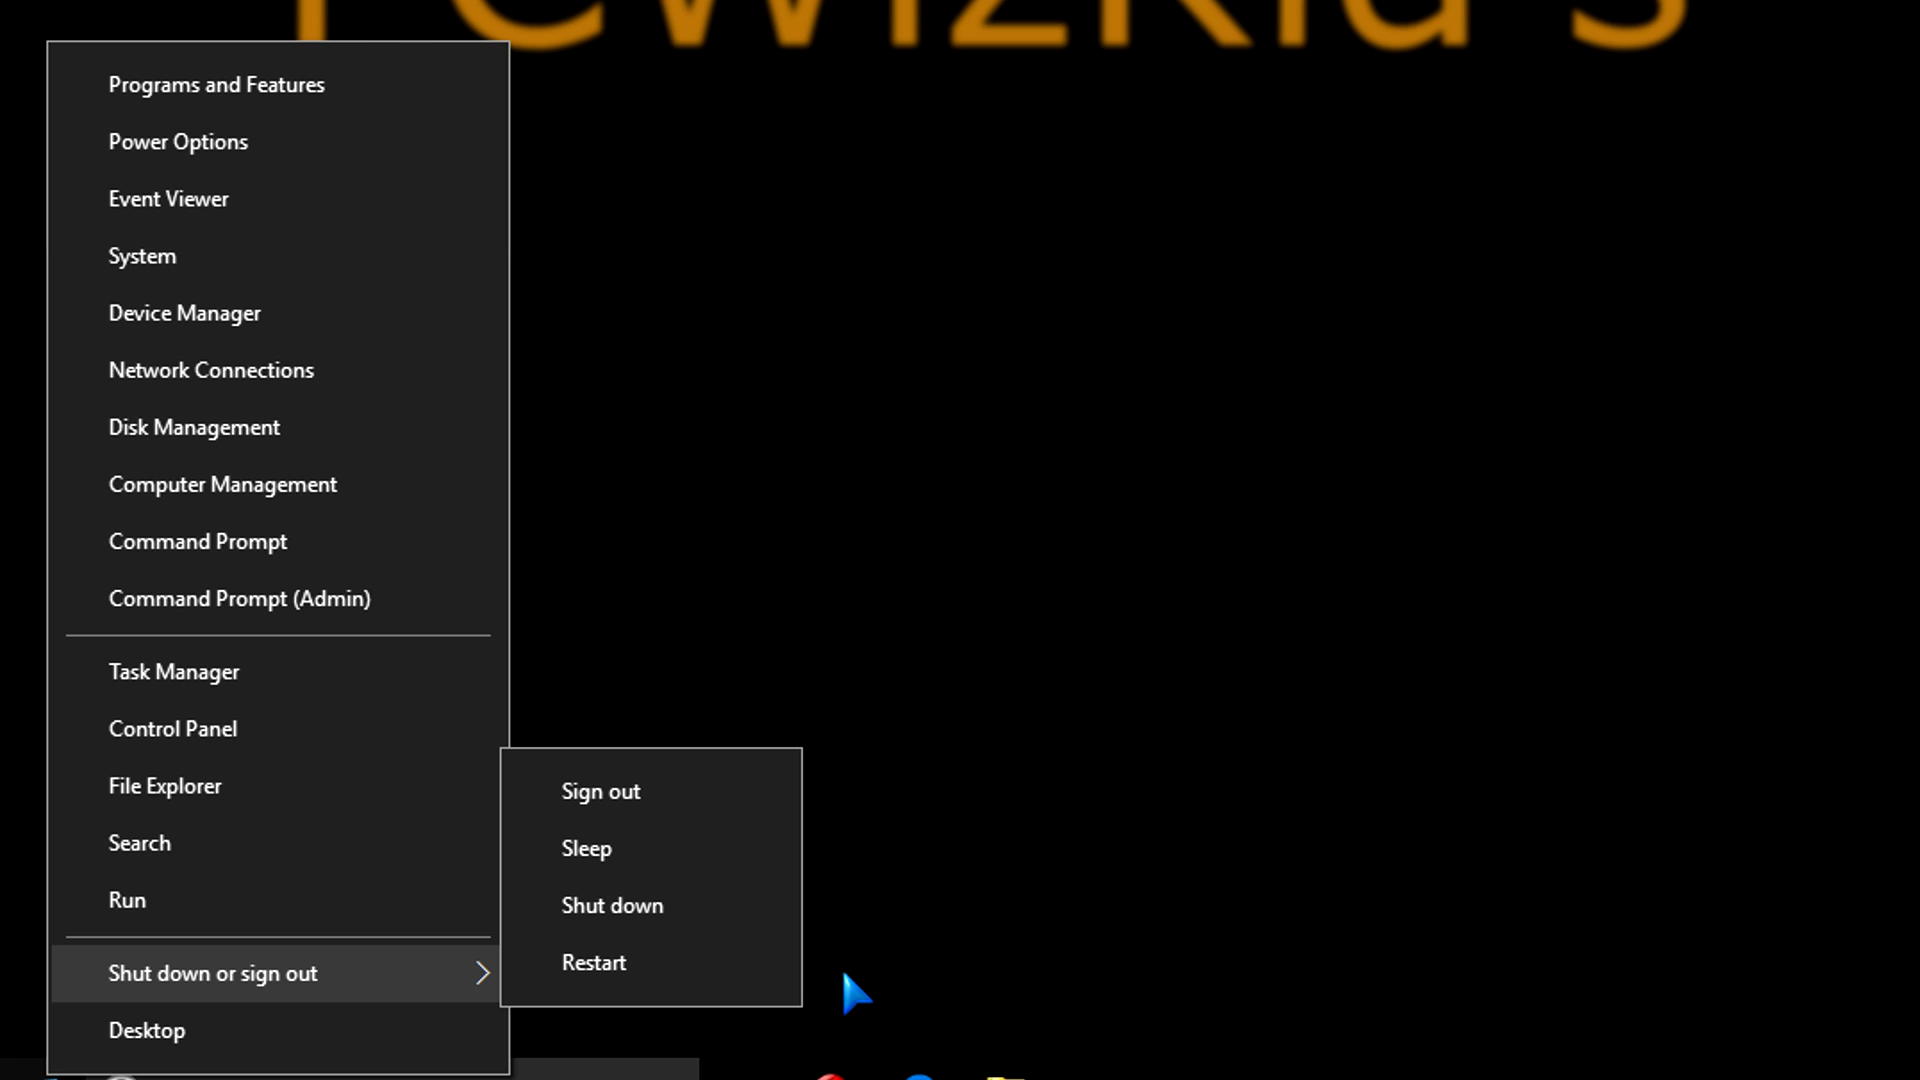 PCWizKid's
Programs and Features
Power Options
Event Viewer
System
Device Manager
Network Connections
Disk Management
Computer Management
Command Prompt
Command Prompt (Admin)
Task Manager
Control Panel
File Explorer
Search
Run
Shut down or sign out
Desktop
Sign out
Sleep
Shut down
Restart